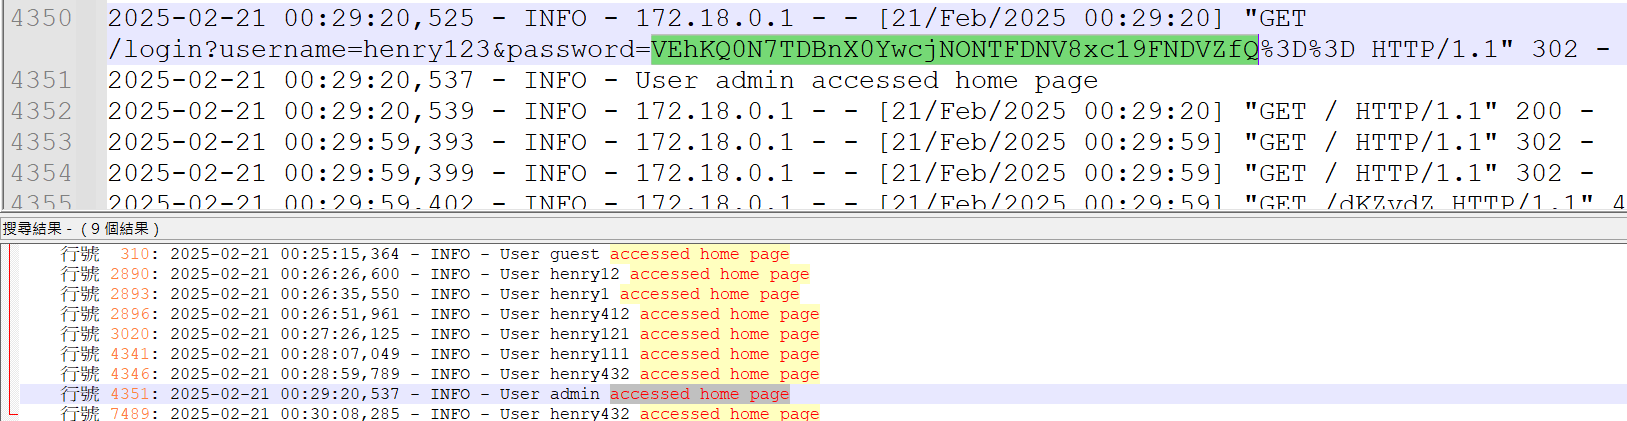 4350 2025-02-21 00:29:20,525 - INFO - 172.18.0.1 - - [21/Feb/2025 00:29:20] "GET
/login?username=henry123&password=VEhKQ0N7TDBnX0YwcjNONTFDNV8xc19FNDVZfQ%3D%3D HTTP/1.1" 302 -
4351 2025-02-21 00:29:20,537 - INFO - User admin accessed home page
4352 2025-02-21 00:29:20,539 - INFO - 172.18.0.1 - - [21/Feb/2025 00:29:20] "GET / HTTP/1.1" 200 -
4353 2025-02-21 00:29:59,393 - INFO - 172.18.0.1 - - [21/Feb/2025 00:29:59] "GET / HTTP/1.1" 302 -
4354 2025-02-21 00:29:59,399 - INFO - 172.18.0.1 - - [21/Feb/2025 00:29:59] "GET / HTTP/1.1" 302 -
4355 2025-02-21 00:29:59,402 - INFO - 172.18.0.1 - - [21/Feb/2025 00:29:59] "GET /dKZvdZ HTTP/1.1" 4
搜尋結果 - （9 個結果）
行號 310: 2025-02-21 00:25:15,364 - INFO - User guest accessed home page
行號 2890: 2025-02-21 00:26:26,600 - INFO - User henry12 accessed home page
行號 2893: 2025-02-21 00:26:35,550 - INFO - User henry1 accessed home page
行號 2896: 2025-02-21 00:26:51,961 - INFO - User henry412 accessed home page
行號 3020: 2025-02-21 00:27:26,125 - INFO - User henry121 accessed home page
行號 4341: 2025-02-21 00:28:07,049 - INFO - User henry111 accessed home page
行號 4346: 2025-02-21 00:28:59,789 - INFO - User henry432 accessed home page
行號 4351: 2025-02-21 00:29:20,537 - INFO - User admin accessed home page
行號 7489: 2025-02-21 00:30:08,285 - INFO - User henry432 accessed home page